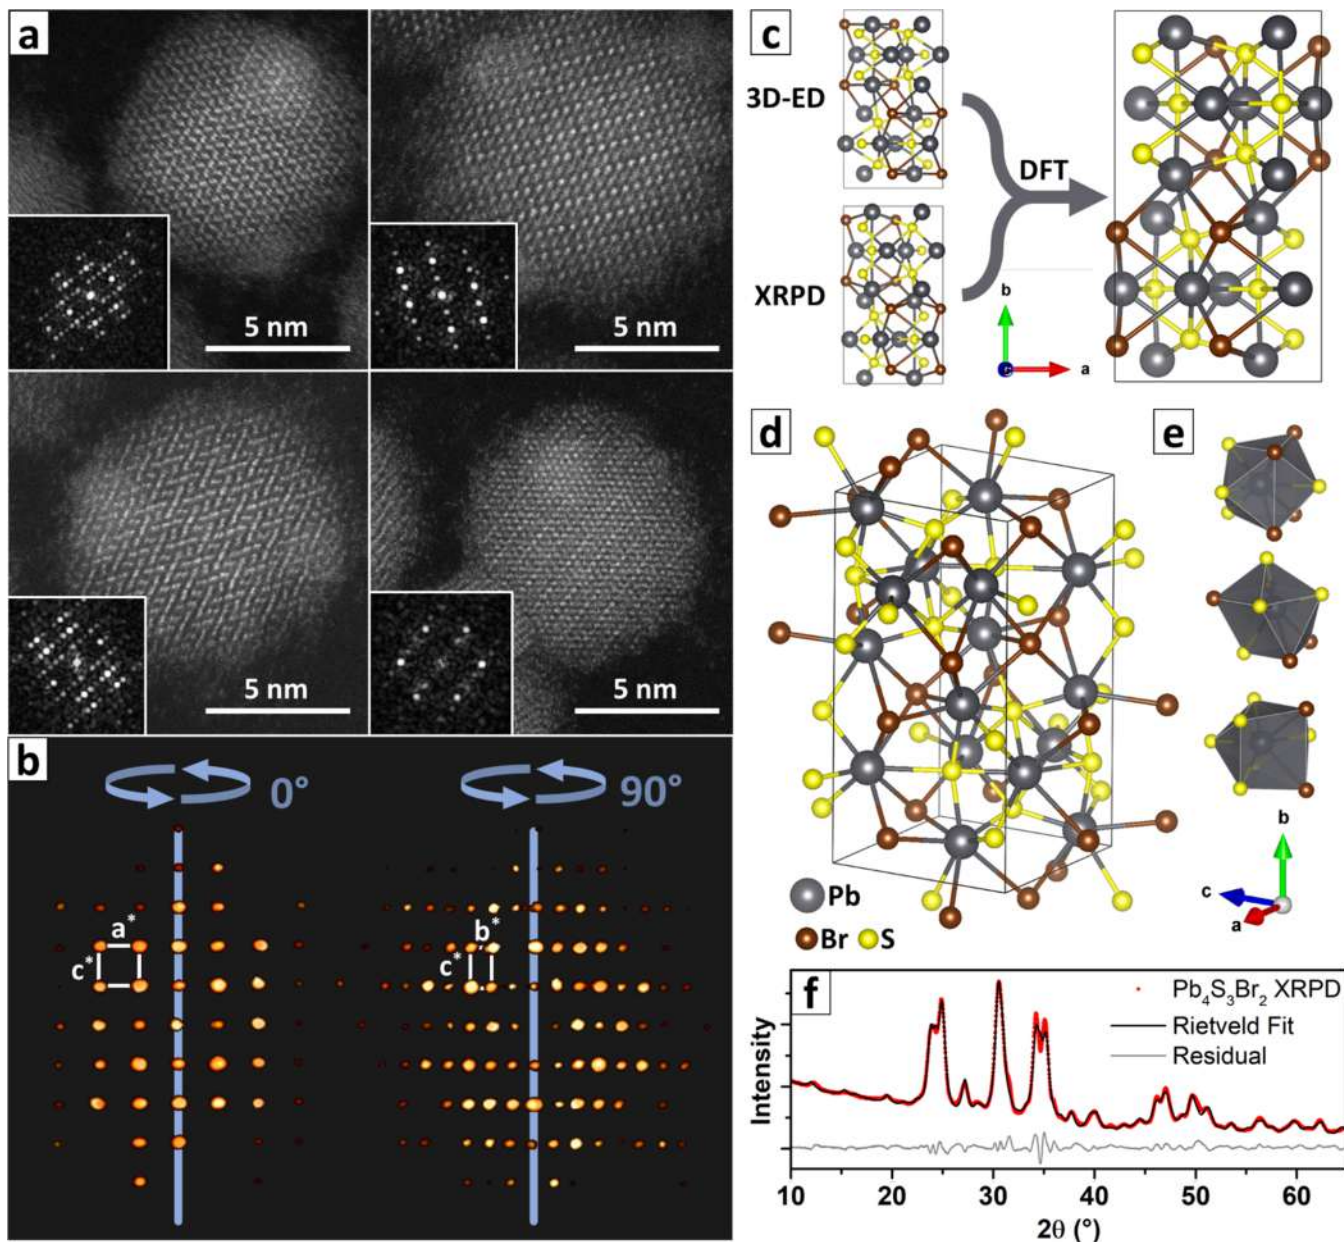 a
5 nm
5 nm
5 nm
5 nm
b
0°
90°
a*
c*
b*
c*
c
3D-ED
DFT
XRPD
b
c
a
d
Pb
Br
S
e
b
c
a
f
Pb₄S₃Br₂ XRPD
Rietveld Fit
Residual
Intensity
10
20
30
40
50
60
2θ (°)